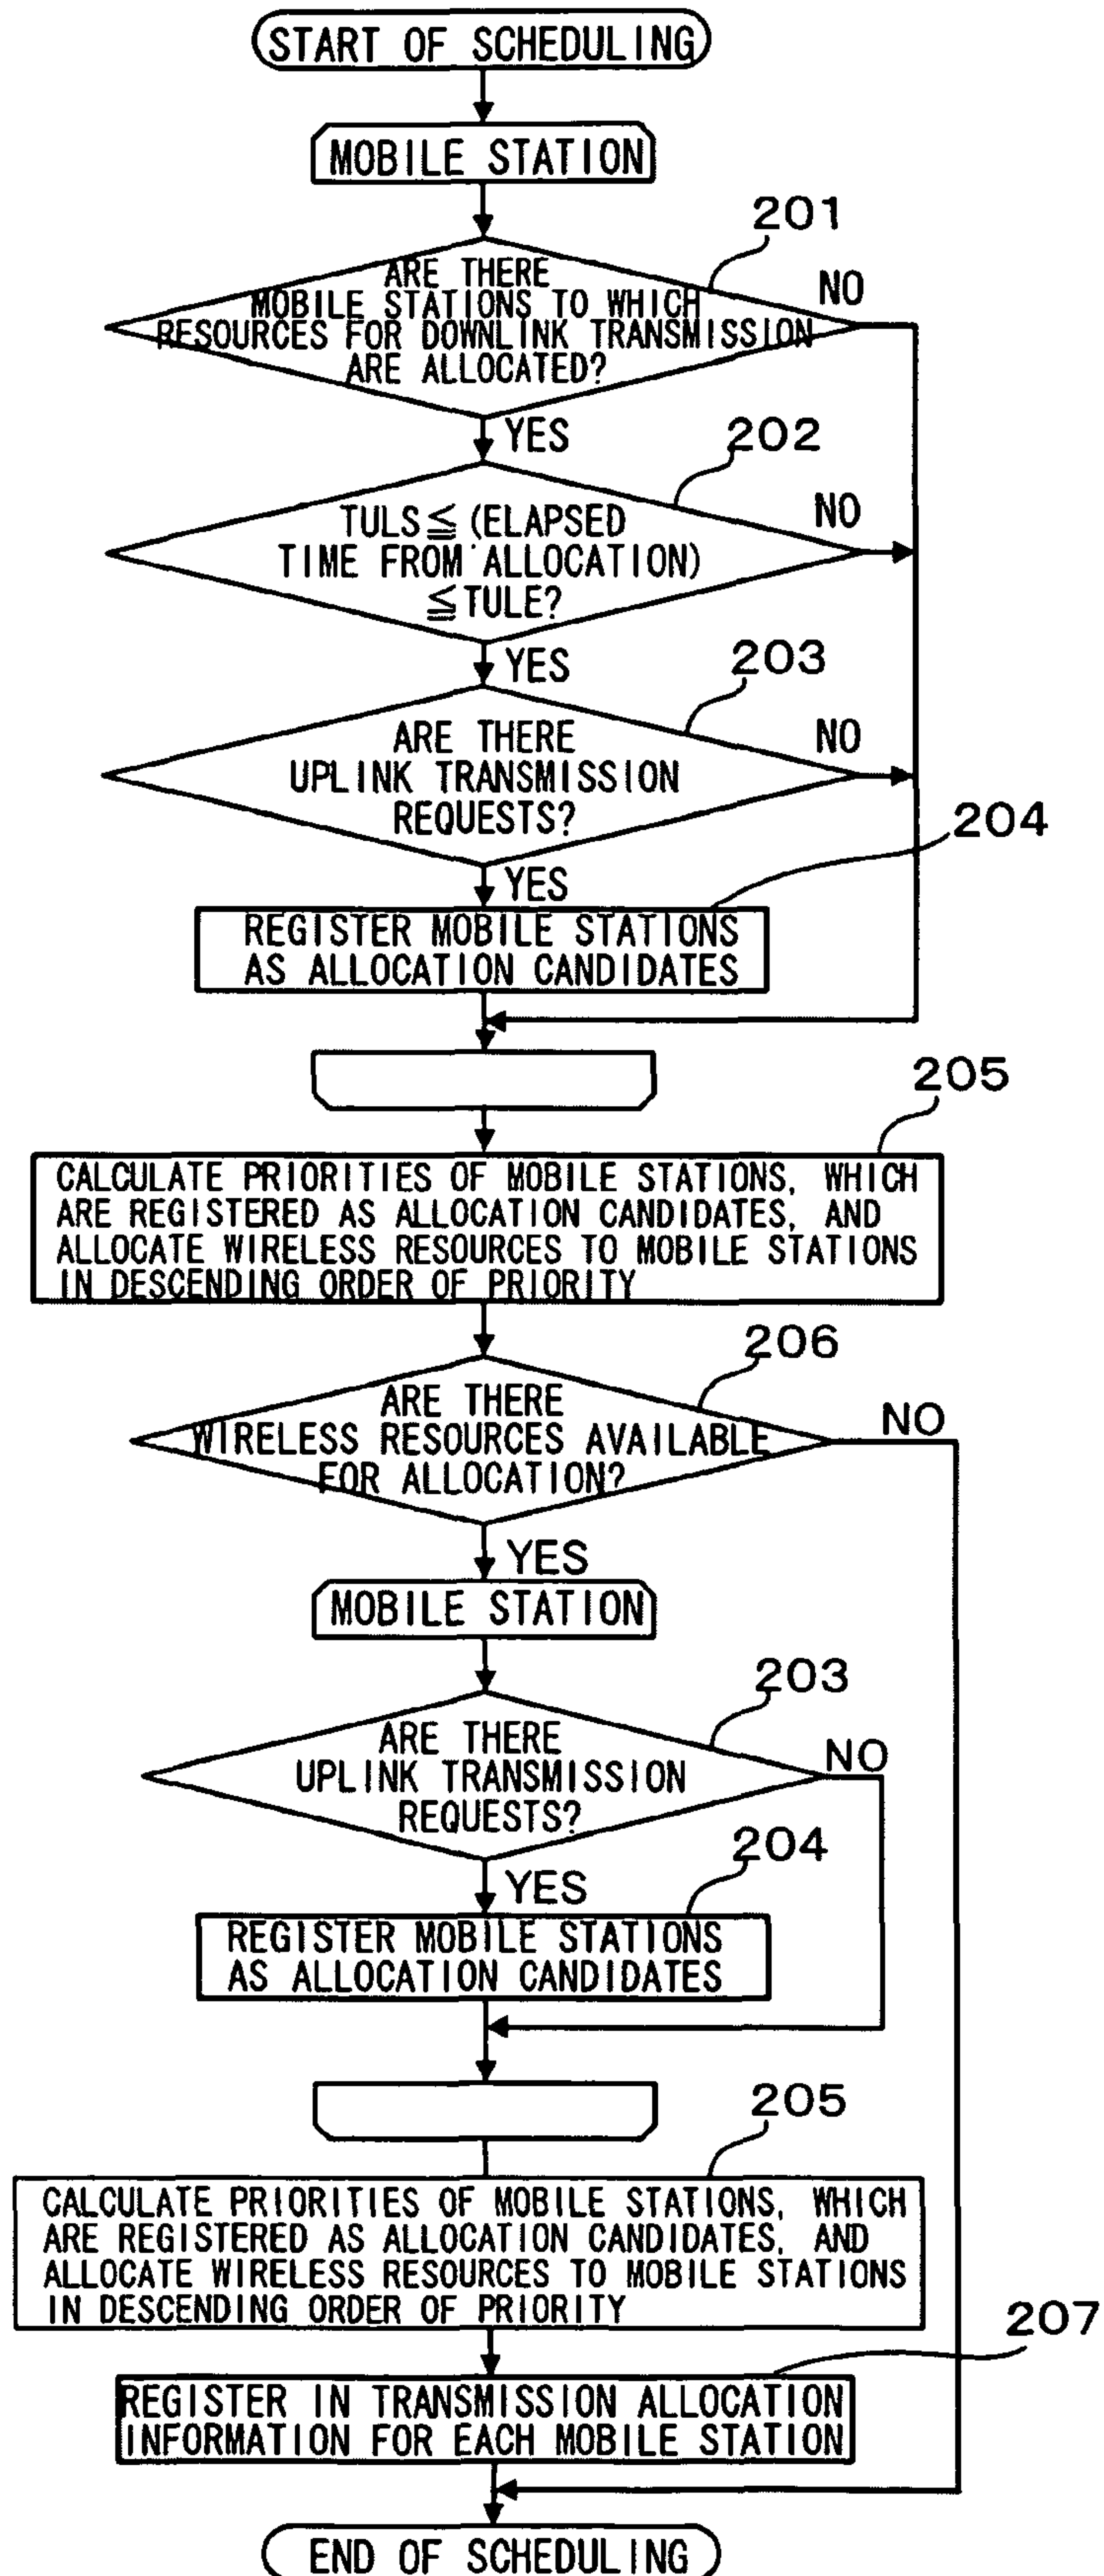 START OF SCHEDULING
MOBILE STATION
201
ARE THERE
MOBILE STATIONS TO WHICH
RESOURCES FOR DOWNLINK TRANSMISSION
ARE ALLOCATED?
NO
YES
202
TULS≦(ELAPSED
TIME FROM ALLOCATION)
≦TULE?
NO
YES
203
ARE THERE
UPLINK TRANSMISSION
REQUESTS?
NO
YES
204
REGISTER MOBILE STATIONS
AS ALLOCATION CANDIDATES
205
CALCULATE PRIORITIES OF MOBILE STATIONS, WHICH
ARE REGISTERED AS ALLOCATION CANDIDATES, AND
ALLOCATE WIRELESS RESOURCES TO MOBILE STATIONS
IN DESCENDING ORDER OF PRIORITY
206
ARE THERE
WIRELESS RESOURCES AVAILABLE
FOR ALLOCATION?
NO
YES
MOBILE STATION
203
ARE THERE
UPLINK TRANSMISSION
REQUESTS?
NO
YES
204
REGISTER MOBILE STATIONS
AS ALLOCATION CANDIDATES
205
CALCULATE PRIORITIES OF MOBILE STATIONS, WHICH
ARE REGISTERED AS ALLOCATION CANDIDATES, AND
ALLOCATE WIRELESS RESOURCES TO MOBILE STATIONS
IN DESCENDING ORDER OF PRIORITY
207
REGISTER IN TRANSMISSION ALLOCATION
INFORMATION FOR EACH MOBILE STATION
END OF SCHEDULING